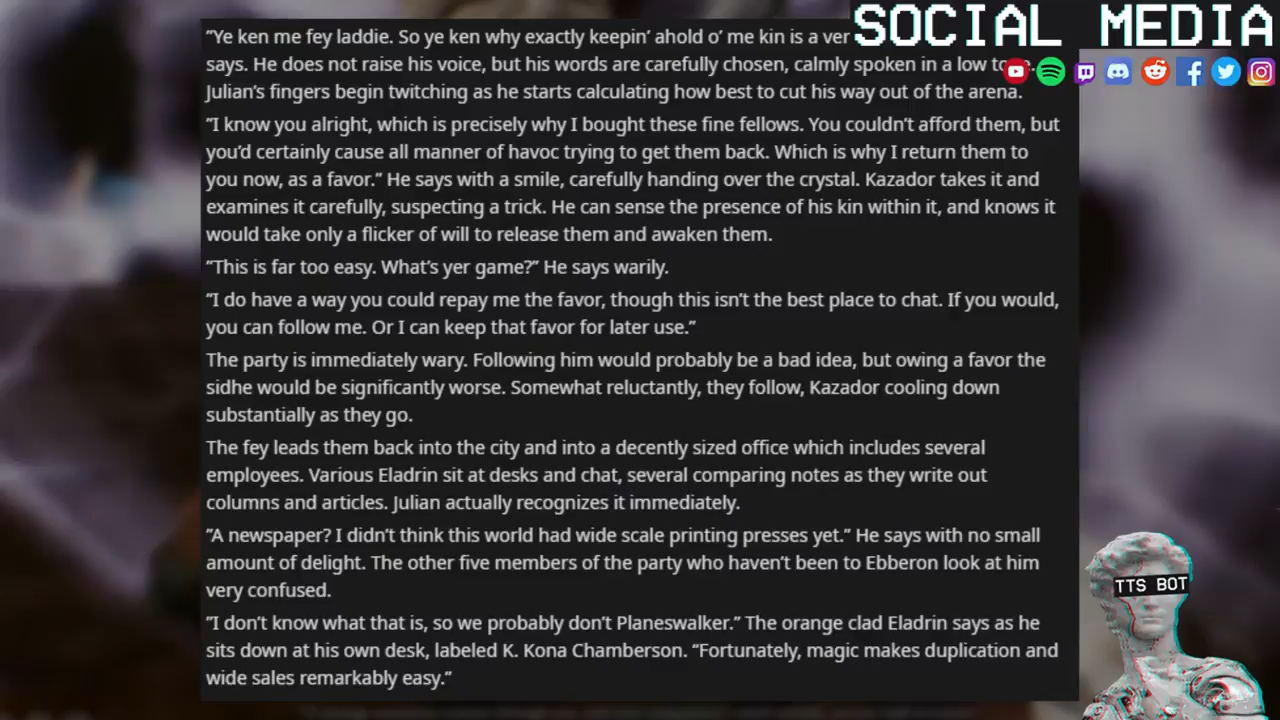 SOCIAL MEDIA
"Ye ken me fey laddie. So ye ken why exactly keepin' ahold o' me kin is a ver
says. He does not raise his voice, but his words are carefully chosen, calmly spoken in a low
Julian's fingers begin twitching as he starts calculating how best to cut his way out of the arena.
"I know you alright, which is precisely why I bought these fine fellows. You couldn't afford them, but
you'd certainly cause all manner of havoc trying to get them back. Which is why I return them to
you now, as a favor." He says with a smile, carefully handing over the crystal. Kazador takes it and
examines it carefully, suspecting a trick. He can sense the presence of his kin within it, and knows it
would take only a flicker of will to release them and awaken them.
"This is far too easy. What's yer game?" He says warily.
"I do have a way you could repay me the favor, though this isn't the best place to chat. If you would,
you can follow me. Or I can keep that favor for later use."
The party is immediately wary. Following him would probably be a bad idea, but owing a favor the
sidhe would be significantly worse. Somewhat reluctantly, they follow, Kazador cooling down
substantially as they go.
The fey leads them back into the city and into a decently sized office which includes several
employees. Various Eladrin sit at desks and chat, several comparing notes as they write out
columns and articles. Julian actually recognizes it immediately.
"A newspaper? I didn't think this world had wide scale printing presses yet." He says with no small
amount of delight. The other five members of the party who haven't been to Ebberon look at him
very confused.
"I don't know what that is, so we probably don't Planeswalker." The orange clad Eladrin says as he
sits down at his own desk, labeled K. Kona Chamberson. "Fortunately, magic makes duplication and
wide sales remarkably easy."
TTS BOT